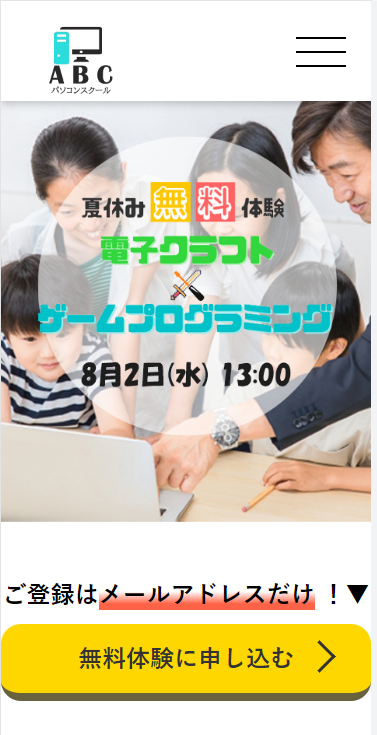 ABC
パソコンスクール
夏休み無料体験
電子クラフト
ゲームプログラミング
8月2日(水) 13:00
ご登録はメールアドレスだけ！▼
無料体験に申し込む